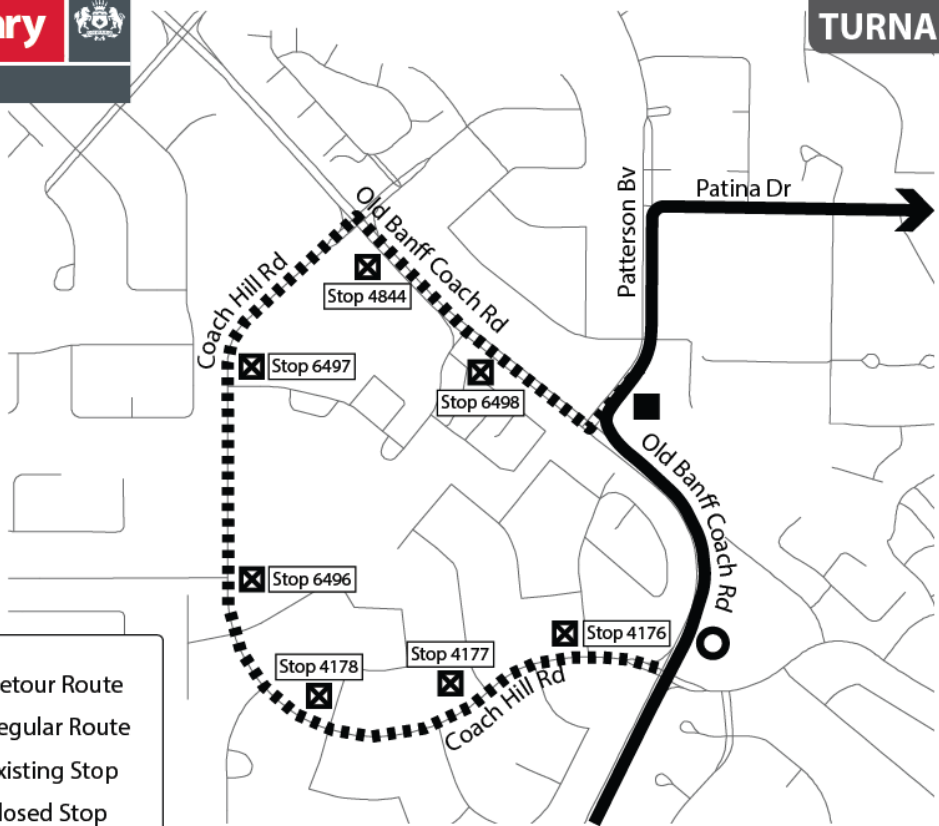 ary
TURNA
Patina Dr
Patterson Bv
Old Banff Coach Rd
Coach Hill Rd
Stop 4844
Stop 6497
Stop 6498
Old Banff Coach Rd
Stop 6496
Stop 4176
Stop 4177
Stop 4178
Coach Hill Rd
etour Route
egular Route
xisting Stop
losed Stop